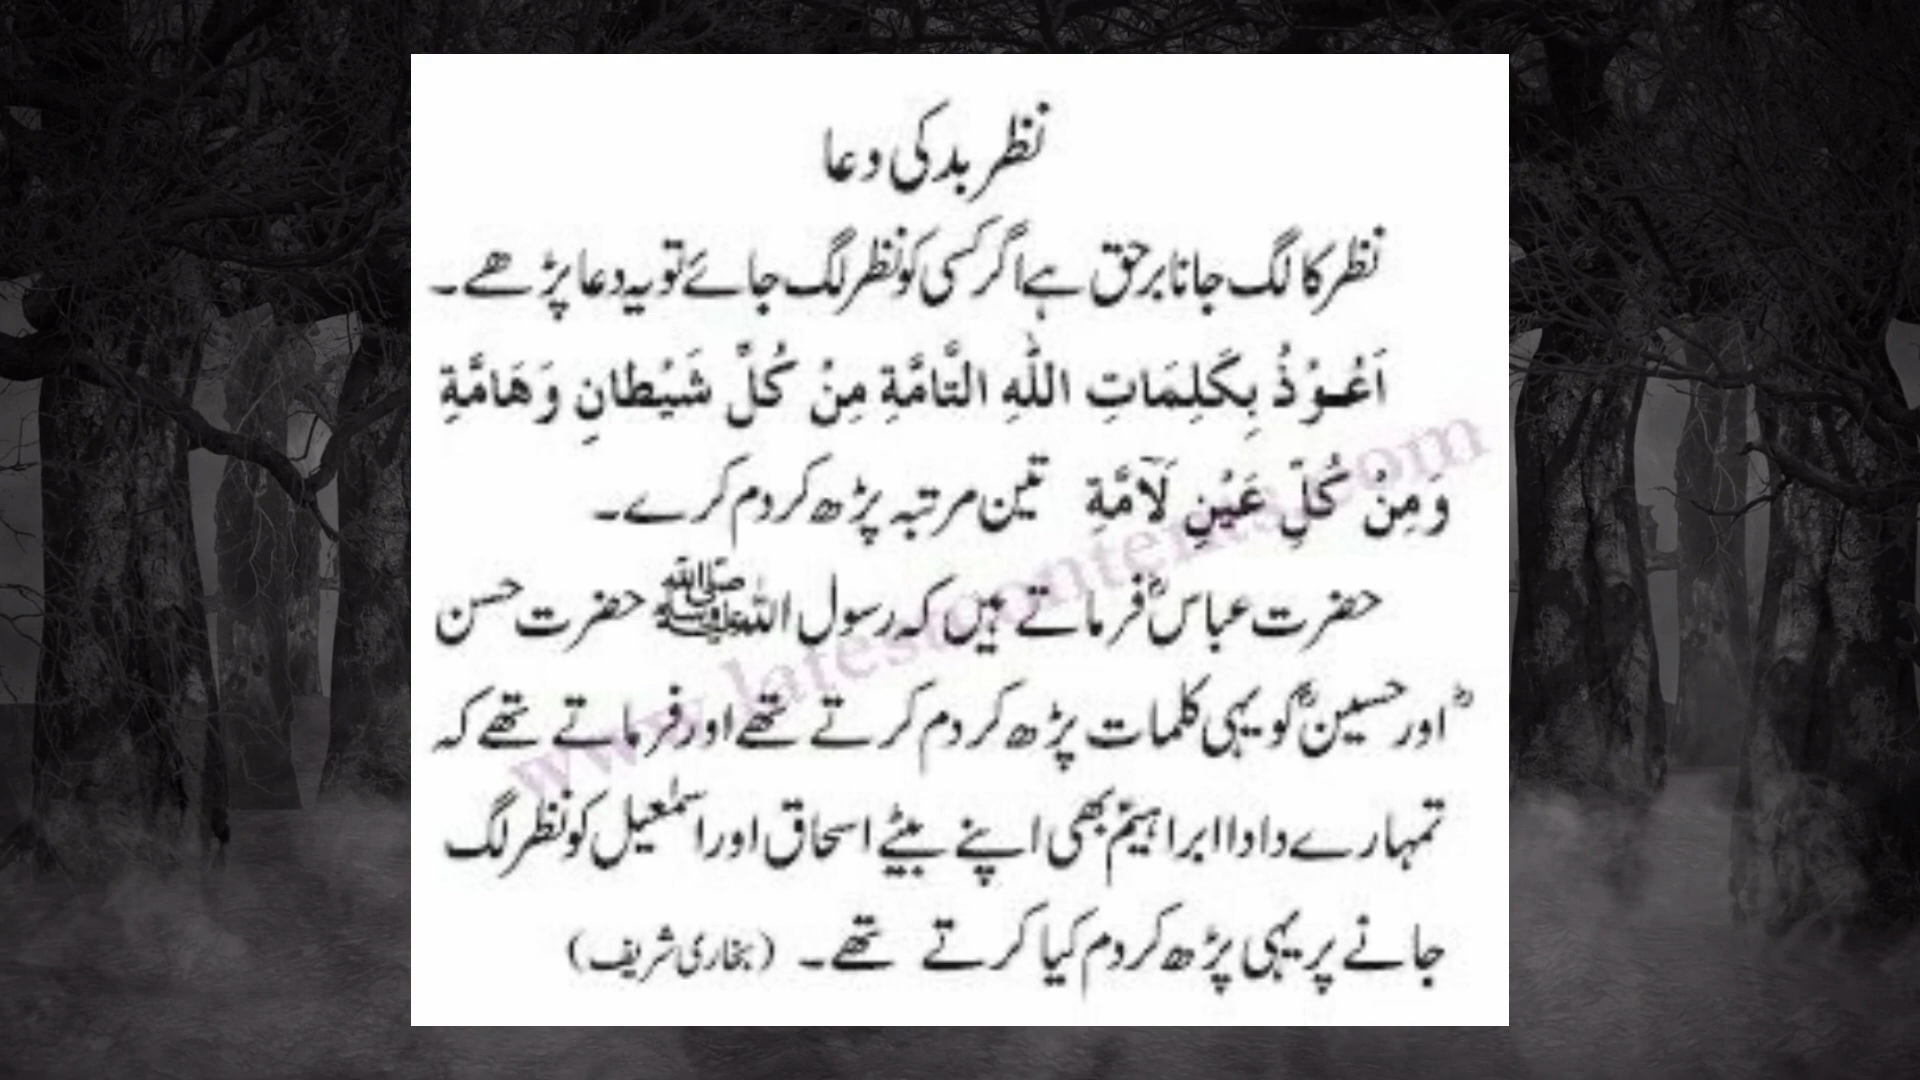 نظر بد کی دعا
نظر کا لگ جانا برحق ہے اگر کسی کو نظر لگ جائے تو یہ دعا پڑھے۔
اَعُوْذُ بِكَلِمَاتِ اللّٰهِ التَّامَّةِ مِنْ كُلِّ شَيْطَانٍ وَهَامَّةٍ
وَمِنْ كُلِّ عَيْنٍ لَآمَّةٍ تین مرتبہ پڑھ کر دم کرے۔
حضرت عباسؓ فرماتے ہیں کہ رسول اللہ ﷺ حضرت حسن
ؓ اور حسینؓ کو یہی کلمات پڑھ کر دم کرتے تھے اور فرماتے تھے کہ
تمہارے دادا ابراہیمؑ بھی اپنے بیٹے اسحاق اور اسمٰعیل کو نظر لگ
جانے پر یہی پڑھ کر دم کیا کرتے تھے۔ (بخاری شریف)
www.latestcontents.com